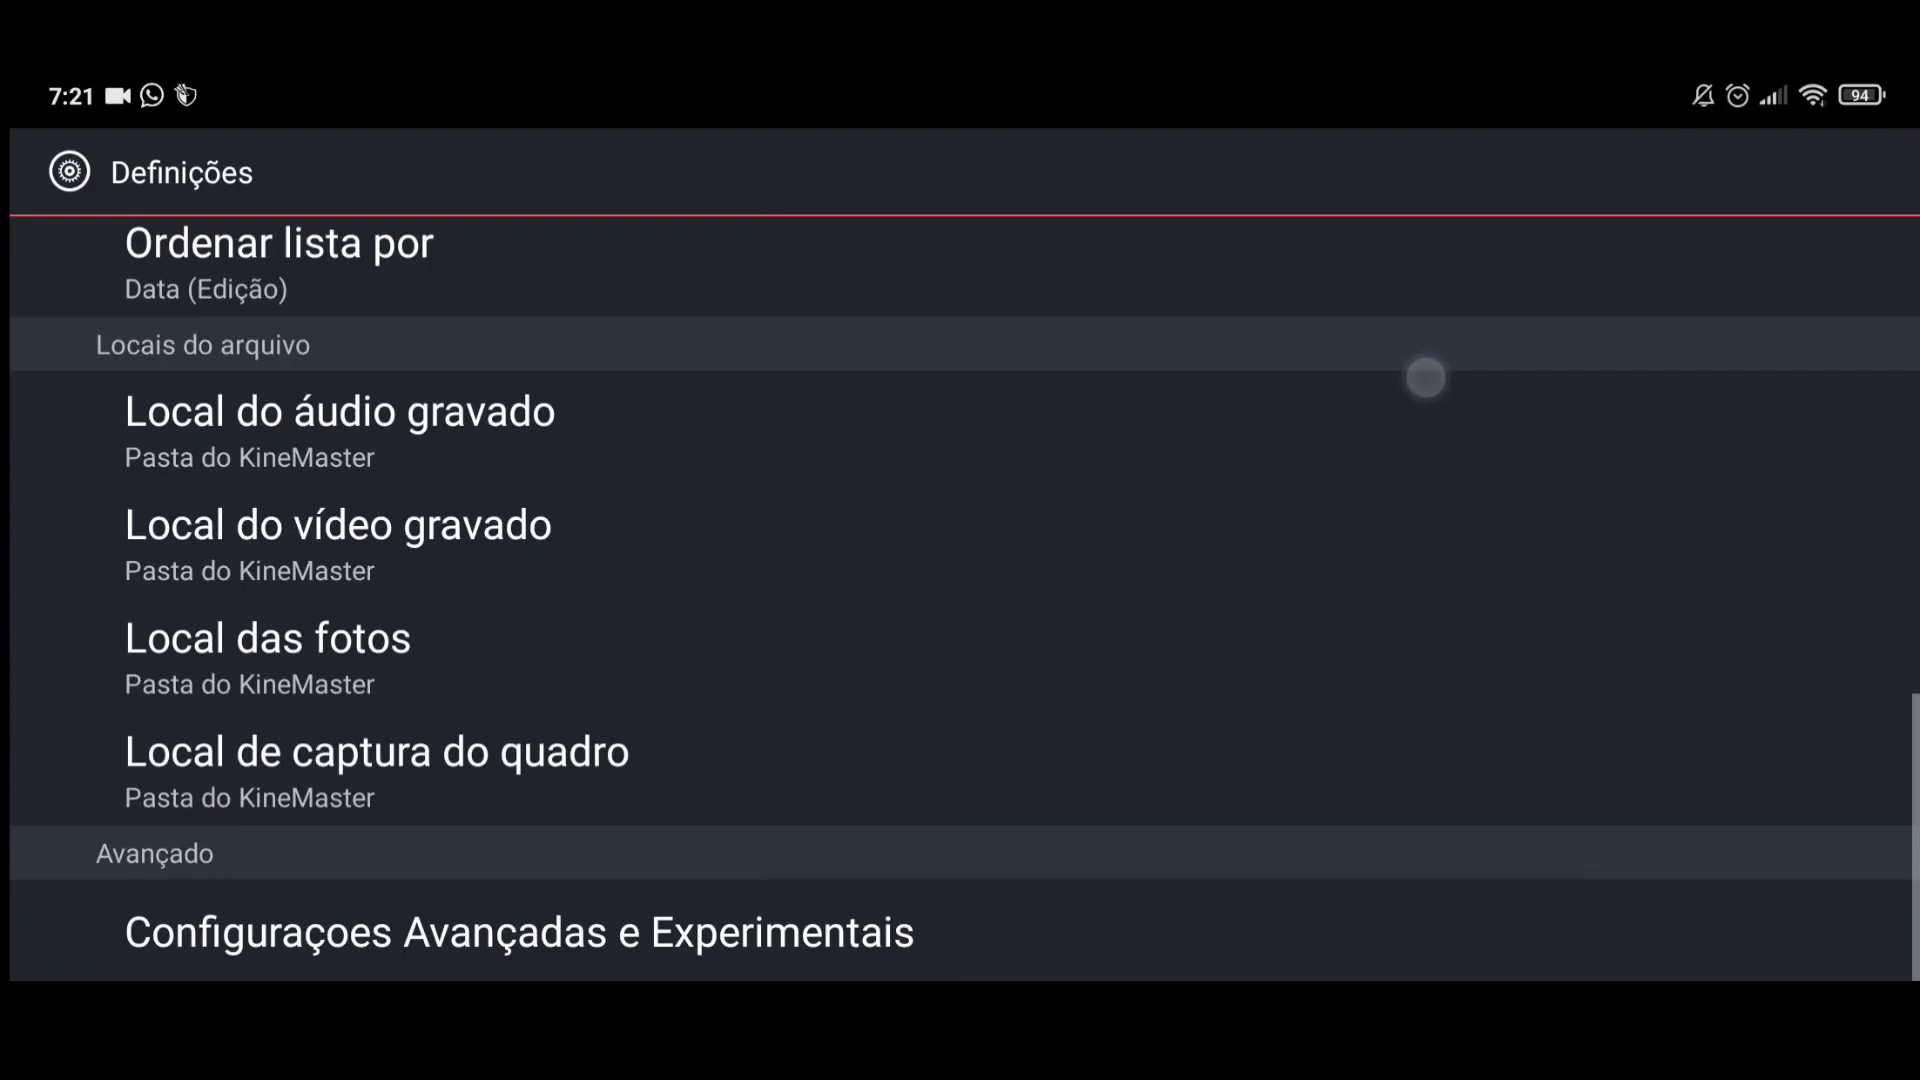 7:21
94
Definições
Ordenar lista por
Data (Edição)
Locais do arquivo
Local do áudio gravado
Pasta do KineMaster
Local do vídeo gravado
Pasta do KineMaster
Local das fotos
Pasta do KineMaster
Local de captura do quadro
Pasta do KineMaster
Avançado
Configuraçoes Avançadas e Experimentais